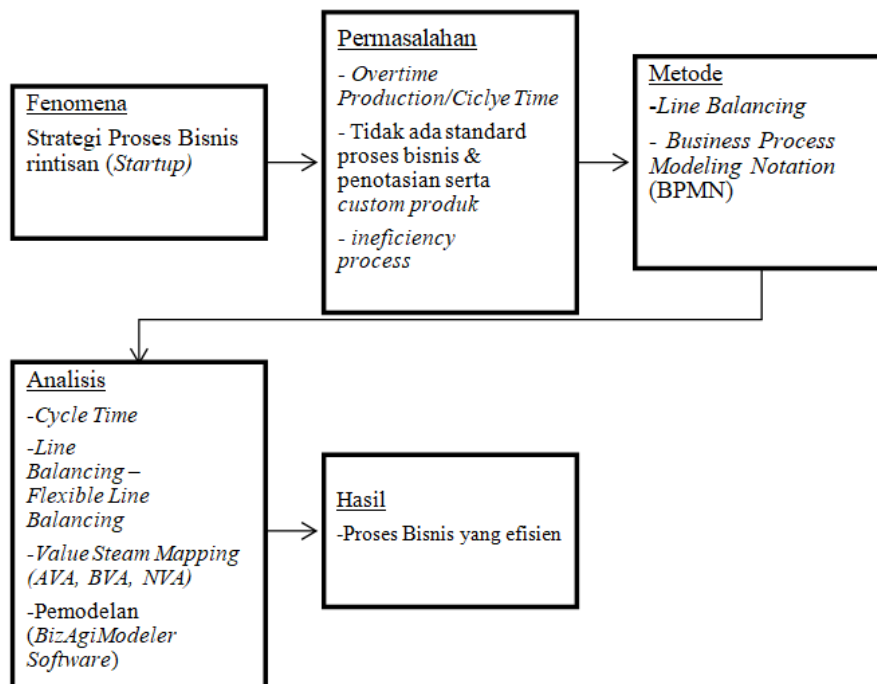 Fenomena
Strategi Proses Bisnis
rintisan (Startup)
Permasalahan
- Overtime
Production/Ciclye Time
- Tidak ada standard
proses bisnis &
penotasian serta
custom produk
- ineficiency
process
Metode
-Line Balancing
- Business Process
Modeling Notation
(BPMN)
Analisis
-Cycle Time
-Line
Balancing –
Flexible Line
Balancing
-Value Steam Mapping
(AVA, BVA, NVA)
-Pemodelan
(BizAgiModeler
Software)
Hasil
-Proses Bisnis yang efisien